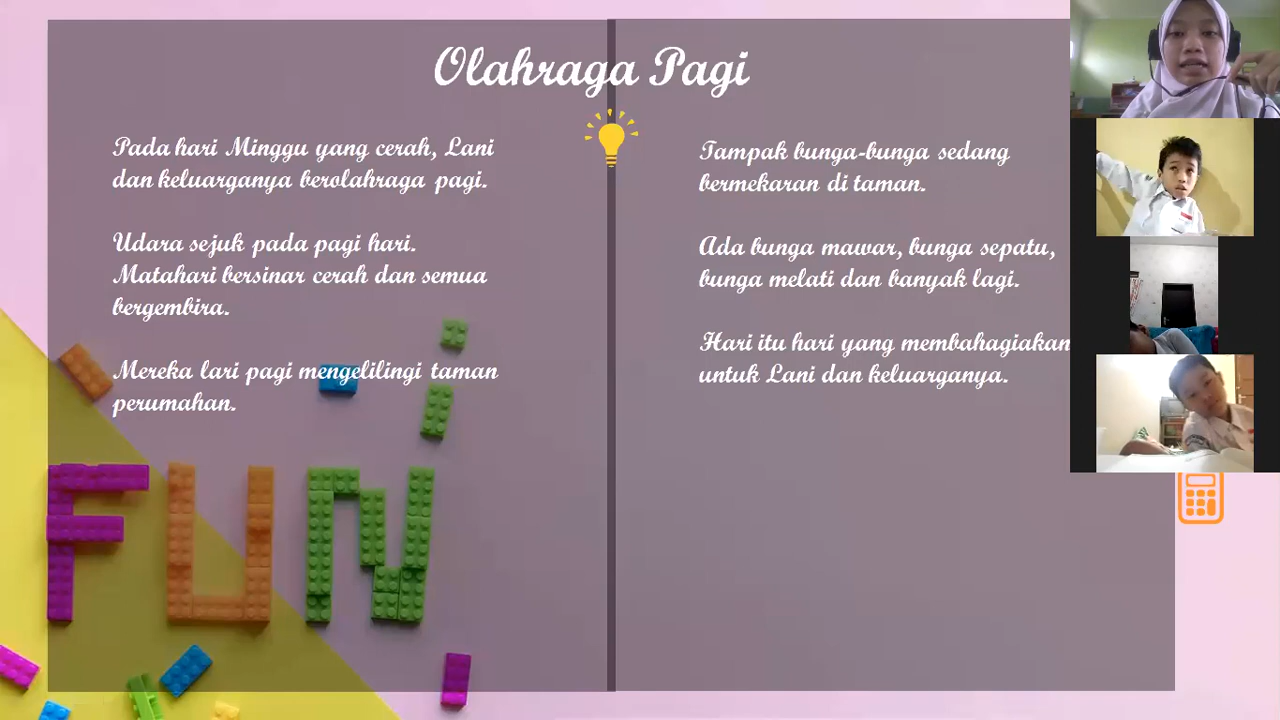 Olahraga Pagi
Pada hari Minggu yang cerah, Lani
dan keluarganya berolahraga pagi.
Udara sejuk pada pagi hari.
Matahari bersinar cerah dan semua
bergembira.
Mereka lari pagi mengelilingi taman
perumahan.
Tampak bunga-bunga sedang
bermekaran di taman.
Ada bunga mawar, bunga sepatu,
bunga melati dan banyak lagi.
Hari itu hari yang membahagiakan
untuk Lani dan keluarganya.
FUN